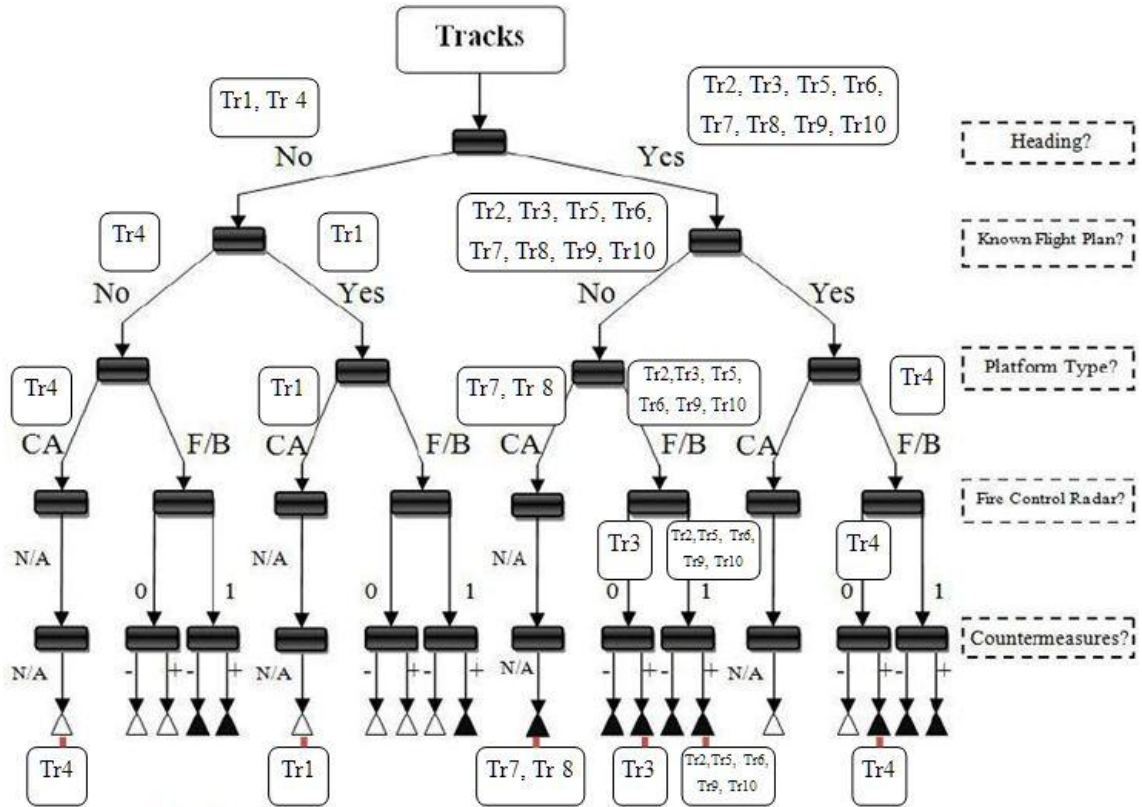 Tracks
Tr1, Tr 4
Tr2, Tr3, Tr5, Tr6,
Tr7, Tr8, Tr9, Tr10
Heading?
No
Yes
Tr4
Tr1
Tr2, Tr3, Tr5, Tr6,
Tr7, Tr8, Tr9, Tr10
Known Flight Plan?
No
Yes
No
Yes
Tr4
Tr1
Tr7, Tr 8
Tr2,Tr3, Tr5,
Tr6, Tr9, Tr10
Tr4
Platform Type?
CA
F/B
CA
F/B
CA
F/B
CA
F/B
Fire Control Radar?
N/A
N/A
N/A
Tr3
Tr2,Tr5, Tr6,
Tr9, Tr10
Tr4
0
1
0
1
0
1
0
1
Countermeasures?
N/A
- + - +
N/A
- + - +
N/A
- + - +
- + - +
Tr4
Tr1
Tr7, Tr 8
Tr3
Tr2,Tr5, Tr6,
Tr9, Tr10
Tr4